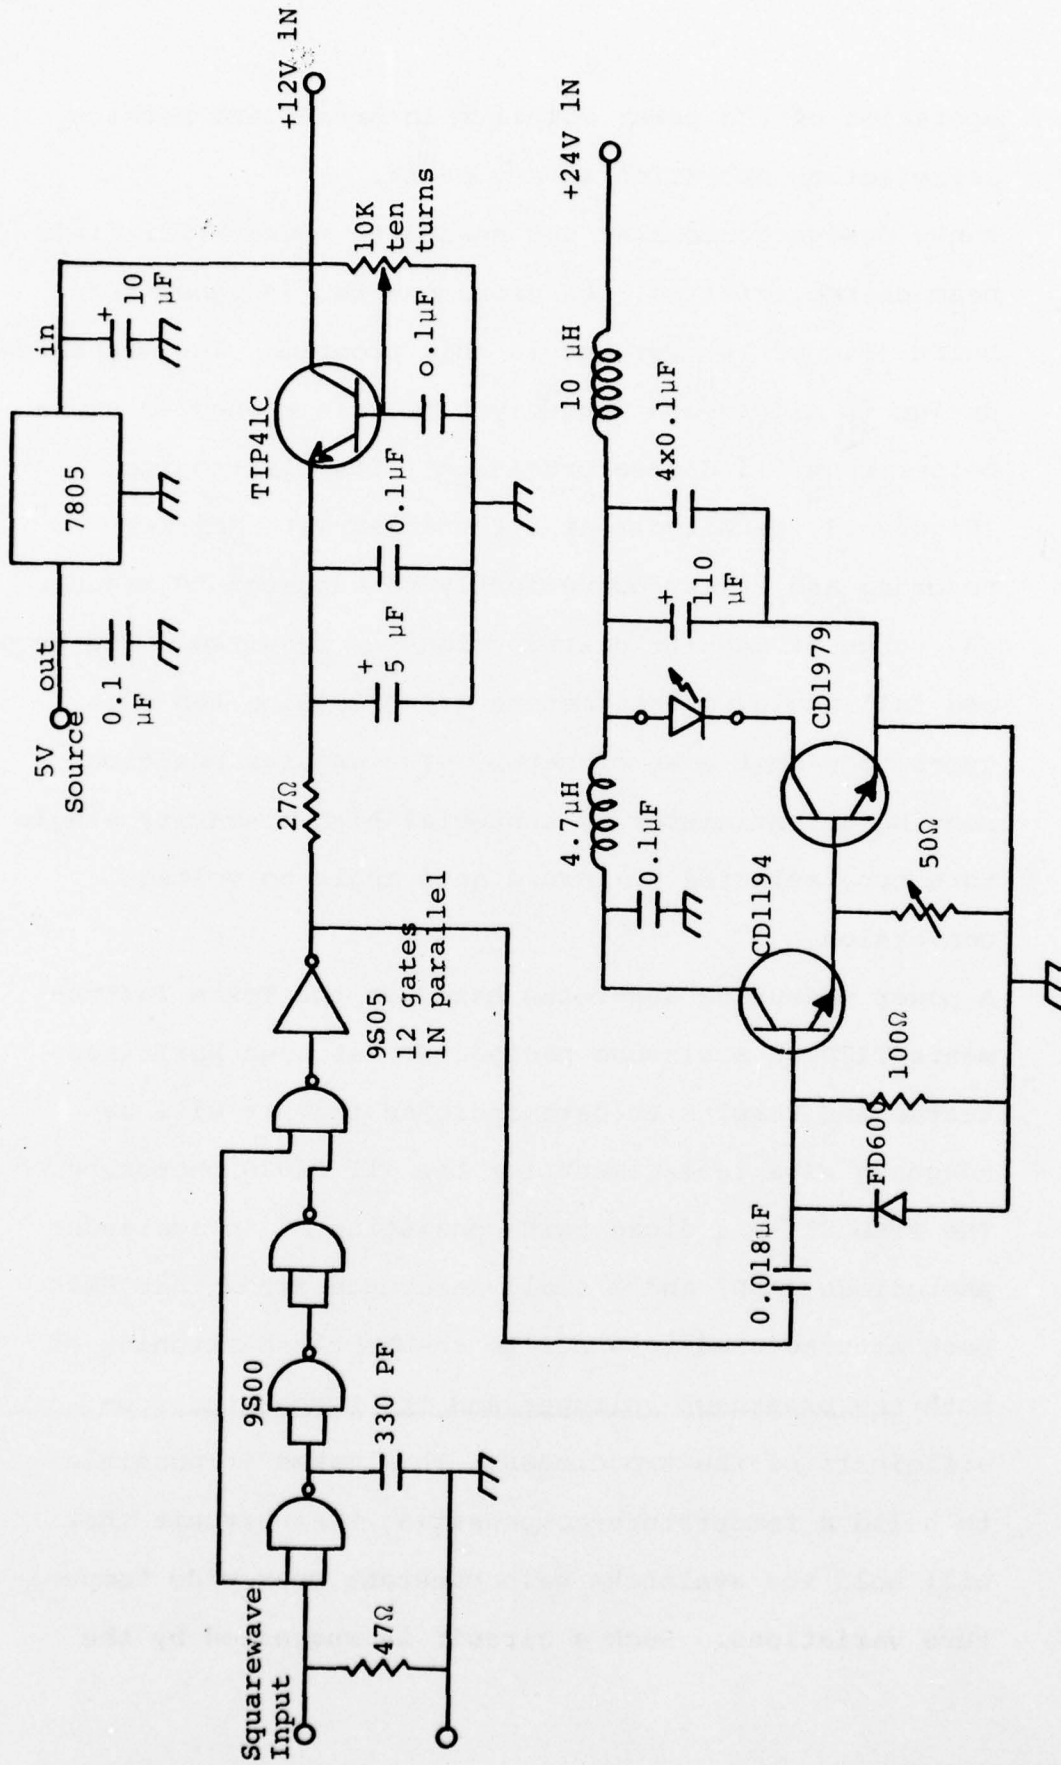 5V out
Source
0.1
µF
7805
in
+
10
µF
+12V 1N
TIP41C
10K
ten
turns
0.1µF
0.1µF
+
5 µF
27Ω
9S05
12 gates
1N parallel
9S00
330 PF
Squarewave
Input
47Ω
+24V 1N
10 µH
4x0.1µF
+
110
µF
4.7µH
0.1µF
CD1979
CD1194
50Ω
100Ω
FD600
0.018µF